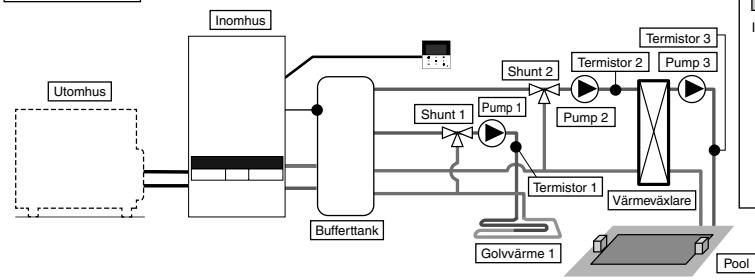 Inomhus
Termistor 3
Utomhus
Shunt 2
Termistor 2
Pump 3
Shunt 1
Pump 1
Pump 2
Termistor 1
Värmeväxlare
Bufferttank
Golvvärme 1
Pool